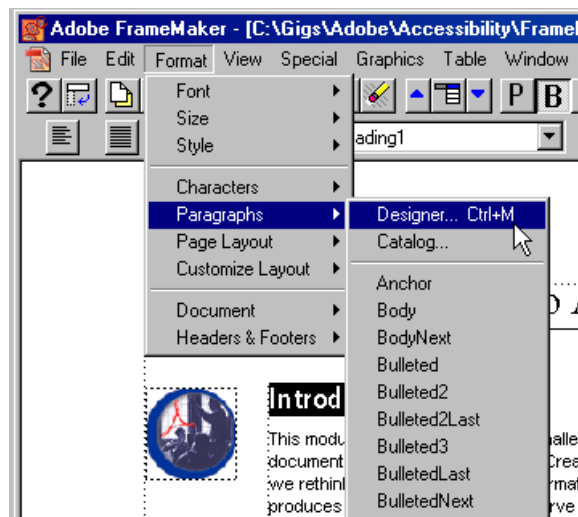 Adobe FrameMaker - [C:\Gigs\Adobe\Accessibility\Frame
File Edit Format View Special Graphics Table Window
? P B
ading1
Font
Size
Style
Characters
Paragraphs
Page Layout
Customize Layout
Document
Headers & Footers
Designer... Ctrl+M
Catalog...
Anchor
Body
BodyNext
Bulleted
Bulleted2
Bulleted2Last
Bulleted3
BulletedLast
BulletedNext
Introd
This modu
document
we rethin
produces